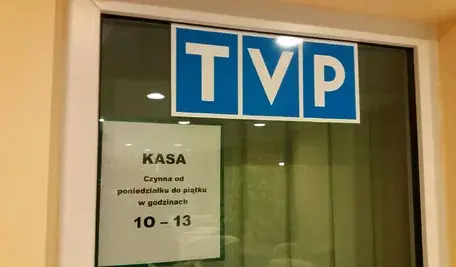 TVP
KASA
Czynna od
poniedziałku do piątku
w godzinach
10 – 13